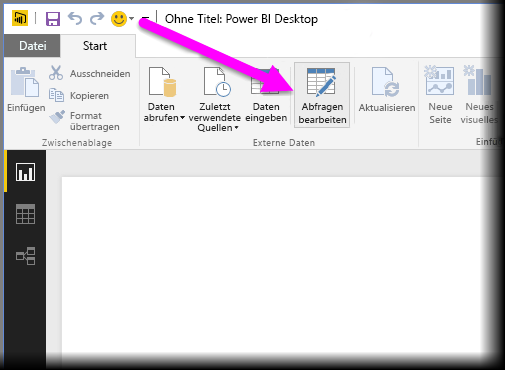 Ohne Titel: Power BI Desktop
Datei
Start
Einfügen
Ausschneiden
Kopieren
Format
übertragen
Zwischenablage
Daten
abrufen
Zuletzt
verwendete
Quellen
Daten
eingeben
Externe Daten
Abfragen
bearbeiten
Aktualisieren
Neue
Seite
Neues
visuelles
Einfü